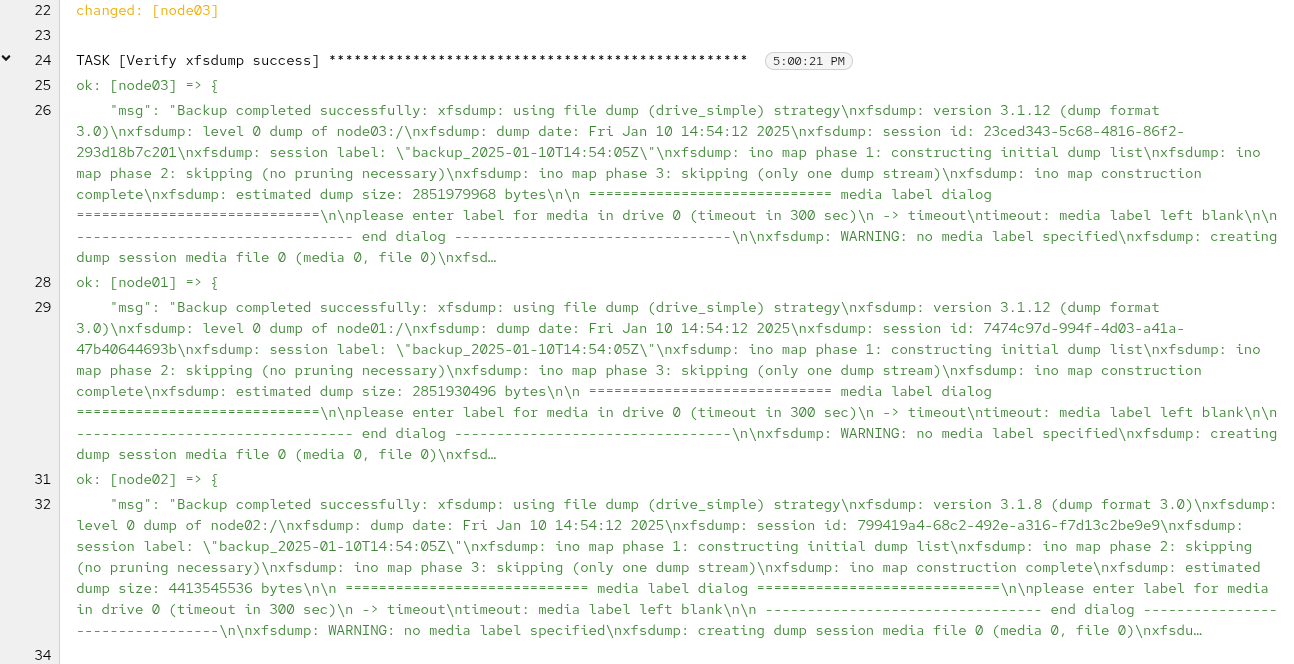 22 changed: [node03]
23
24 TASK [Verify xfsdump success] ************************************************** 5:00:21 PM
25 ok: [node03] => {
26 "msg": "Backup completed successfully: xfsdump: using file dump (drive_simple) strategy\nxfsdump: version 3.1.12 (dump format
3.0)\nxfsdump: level 0 dump of node03:/\nxfsdump: dump date: Fri Jan 10 14:54:12 2025\nxfsdump: session id: 23ced343-5c68-4816-86f2-
293d18b7c201\nxfsdump: session label: \"backup_2025-01-10T14:54:05Z\"\nxfsdump: ino map phase 1: constructing initial dump list\nxfsdump: ino
map phase 2: skipping (no pruning necessary)\nxfsdump: ino map phase 3: skipping (only one dump stream)\nxfsdump: ino map construction
complete\nxfsdump: estimated dump size: 2851979968 bytes\n\n ============================= media label dialog
=============================\n\nplease enter label for media in drive 0 (timeout in 300 sec)\n -> timeout\ntimeout: media label left blank\n\n
--------------------------------- end dialog ---------------------------------\n\nxfsdump: WARNING: no media label specified\nxfsdump: creating
dump session media file 0 (media 0, file 0)\nxfsd…
28 ok: [node01] => {
29 "msg": "Backup completed successfully: xfsdump: using file dump (drive_simple) strategy\nxfsdump: version 3.1.12 (dump format
3.0)\nxfsdump: level 0 dump of node01:/\nxfsdump: dump date: Fri Jan 10 14:54:12 2025\nxfsdump: session id: 7474c97d-994f-4d03-a41a-
47b40644693b\nxfsdump: session label: \"backup_2025-01-10T14:54:05Z\"\nxfsdump: ino map phase 1: constructing initial dump list\nxfsdump: ino
map phase 2: skipping (no pruning necessary)\nxfsdump: ino map phase 3: skipping (only one dump stream)\nxfsdump: ino map construction
complete\nxfsdump: estimated dump size: 2851930496 bytes\n\n ============================= media label dialog
=============================\n\nplease enter label for media in drive 0 (timeout in 300 sec)\n -> timeout\ntimeout: media label left blank\n\n
--------------------------------- end dialog ---------------------------------\n\nxfsdump: WARNING: no media label specified\nxfsdump: creating
dump session media file 0 (media 0, file 0)\nxfsd…
31 ok: [node02] => {
32 "msg": "Backup completed successfully: xfsdump: using file dump (drive_simple) strategy\nxfsdump: version 3.1.8 (dump format 3.0)\nxfsdump:
level 0 dump of node02:/\nxfsdump: dump date: Fri Jan 10 14:54:12 2025\nxfsdump: session id: 799419a4-68c2-492e-a316-f7d13c2be9e9\nxfsdump:
session label: \"backup_2025-01-10T14:54:05Z\"\nxfsdump: ino map phase 1: constructing initial dump list\nxfsdump: ino map phase 2: skipping
(no pruning necessary)\nxfsdump: ino map phase 3: skipping (only one dump stream)\nxfsdump: ino map construction complete\nxfsdump: estimated
dump size: 4413545536 bytes\n\n ============================= media label dialog =============================\n\nplease enter label for media
in drive 0 (timeout in 300 sec)\n -> timeout\ntimeout: media label left blank\n\n --------------------------------- end dialog ----------------
-----------------\n\nxfsdump: WARNING: no media label specified\nxfsdump: creating dump session media file 0 (media 0, file 0)\nxfsdu…
34